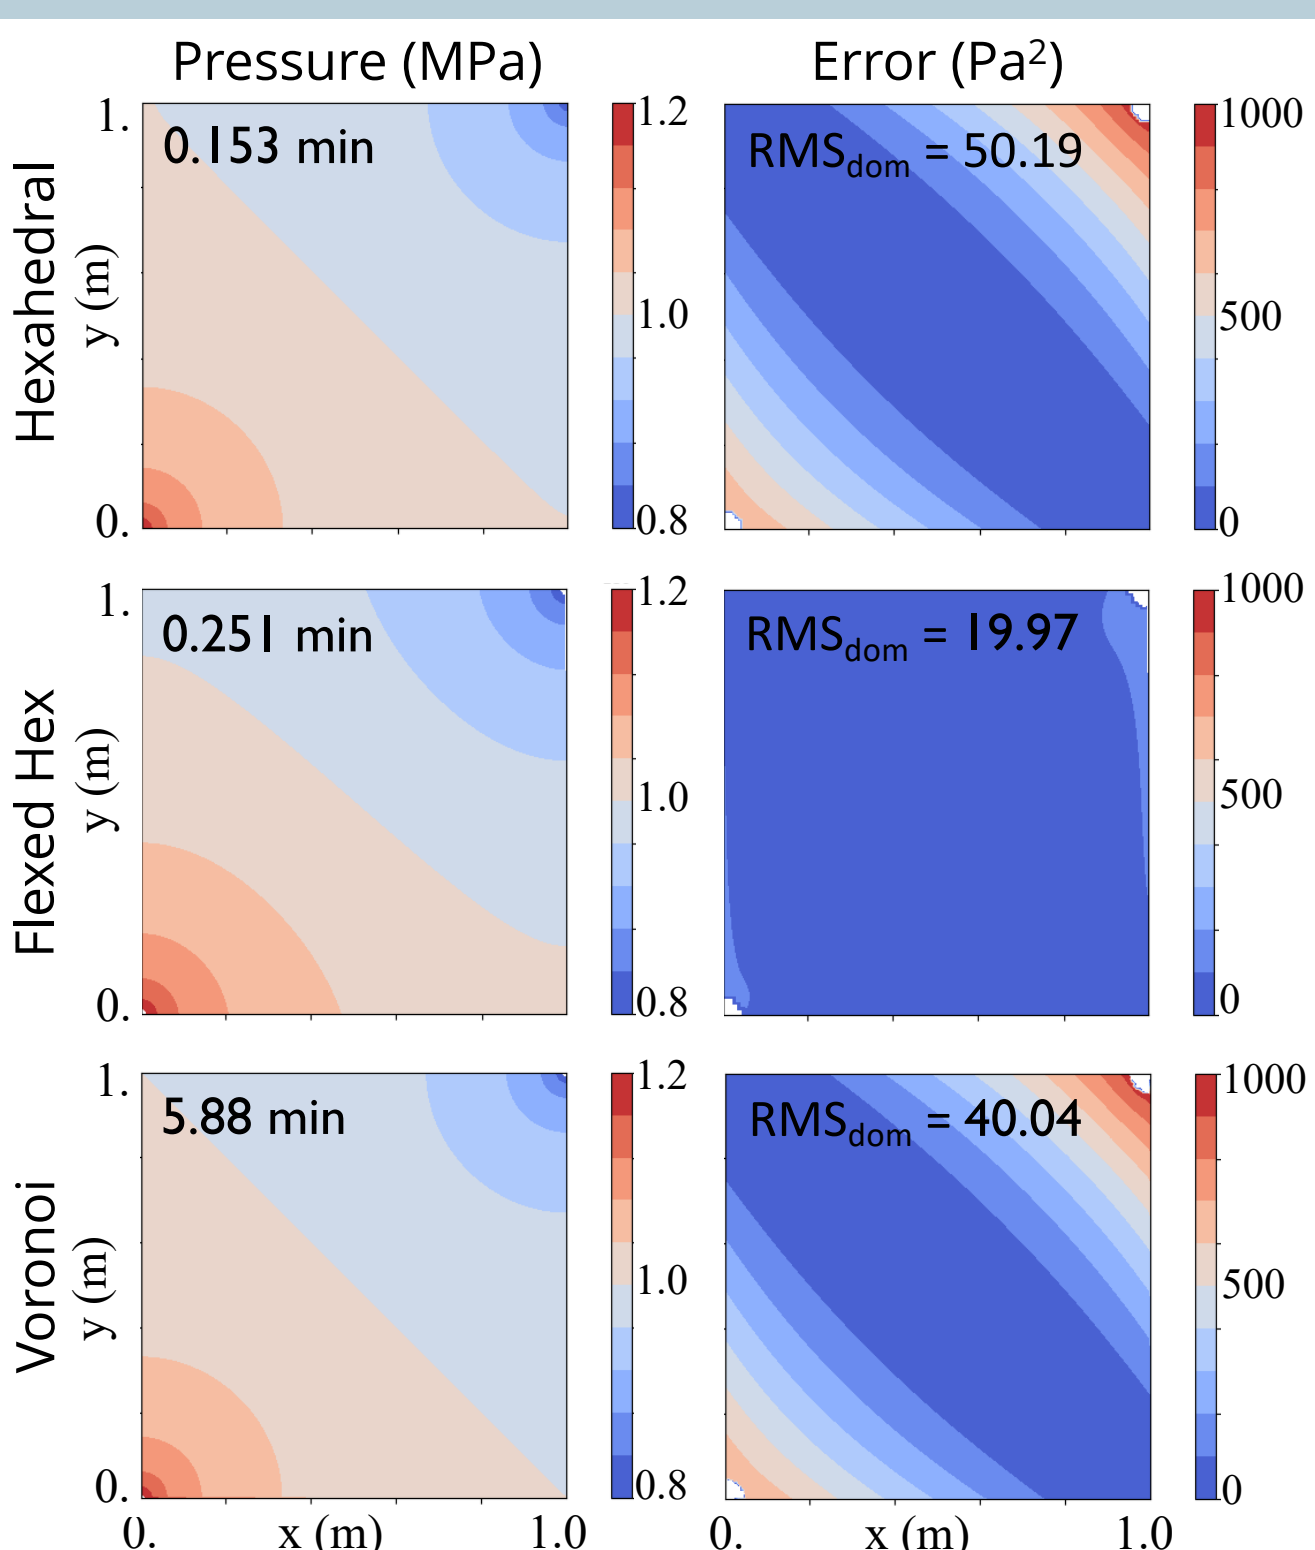 Pressure (MPa)
Error (Pa²)
Hexahedral
y (m)
1.
0.
0.153 min
1.2
1.0
0.8
RMSdom = 50.19
1000
500
0
Flexed Hex
y (m)
1.
0.
0.251 min
1.2
1.0
0.8
RMSdom = 19.97
1000
500
0
Voronoi
y (m)
1.
0.
5.88 min
1.2
1.0
0.8
RMSdom = 40.04
1000
500
0
0. x (m) 1.0
0. x (m) 1.0